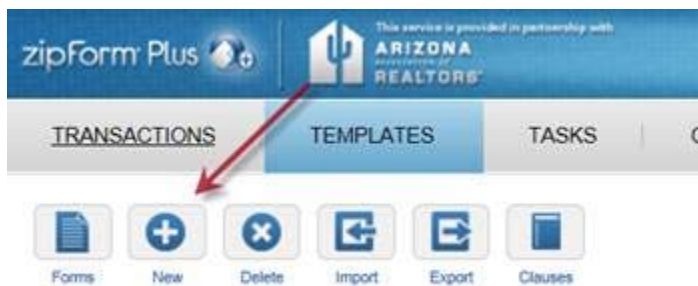 This service is provided in partnership with
zipForm Plus
ARIZONA
REALTORS®
TRANSACTIONS TEMPLATES TASKS
Forms New Delete Import Export Clauses